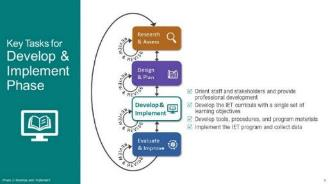 Key Tasks for
Develop &
Implement
Phase
Research
& Assess
Design
& Plan
Develop &
Implement
Evaluate
& Improve
Orient staff and stakeholders and provide
professional development
Develop the IET curricula with a single set of
learning objectives
Develop tools, procedures, and program materials
Implement the IET program and collect data